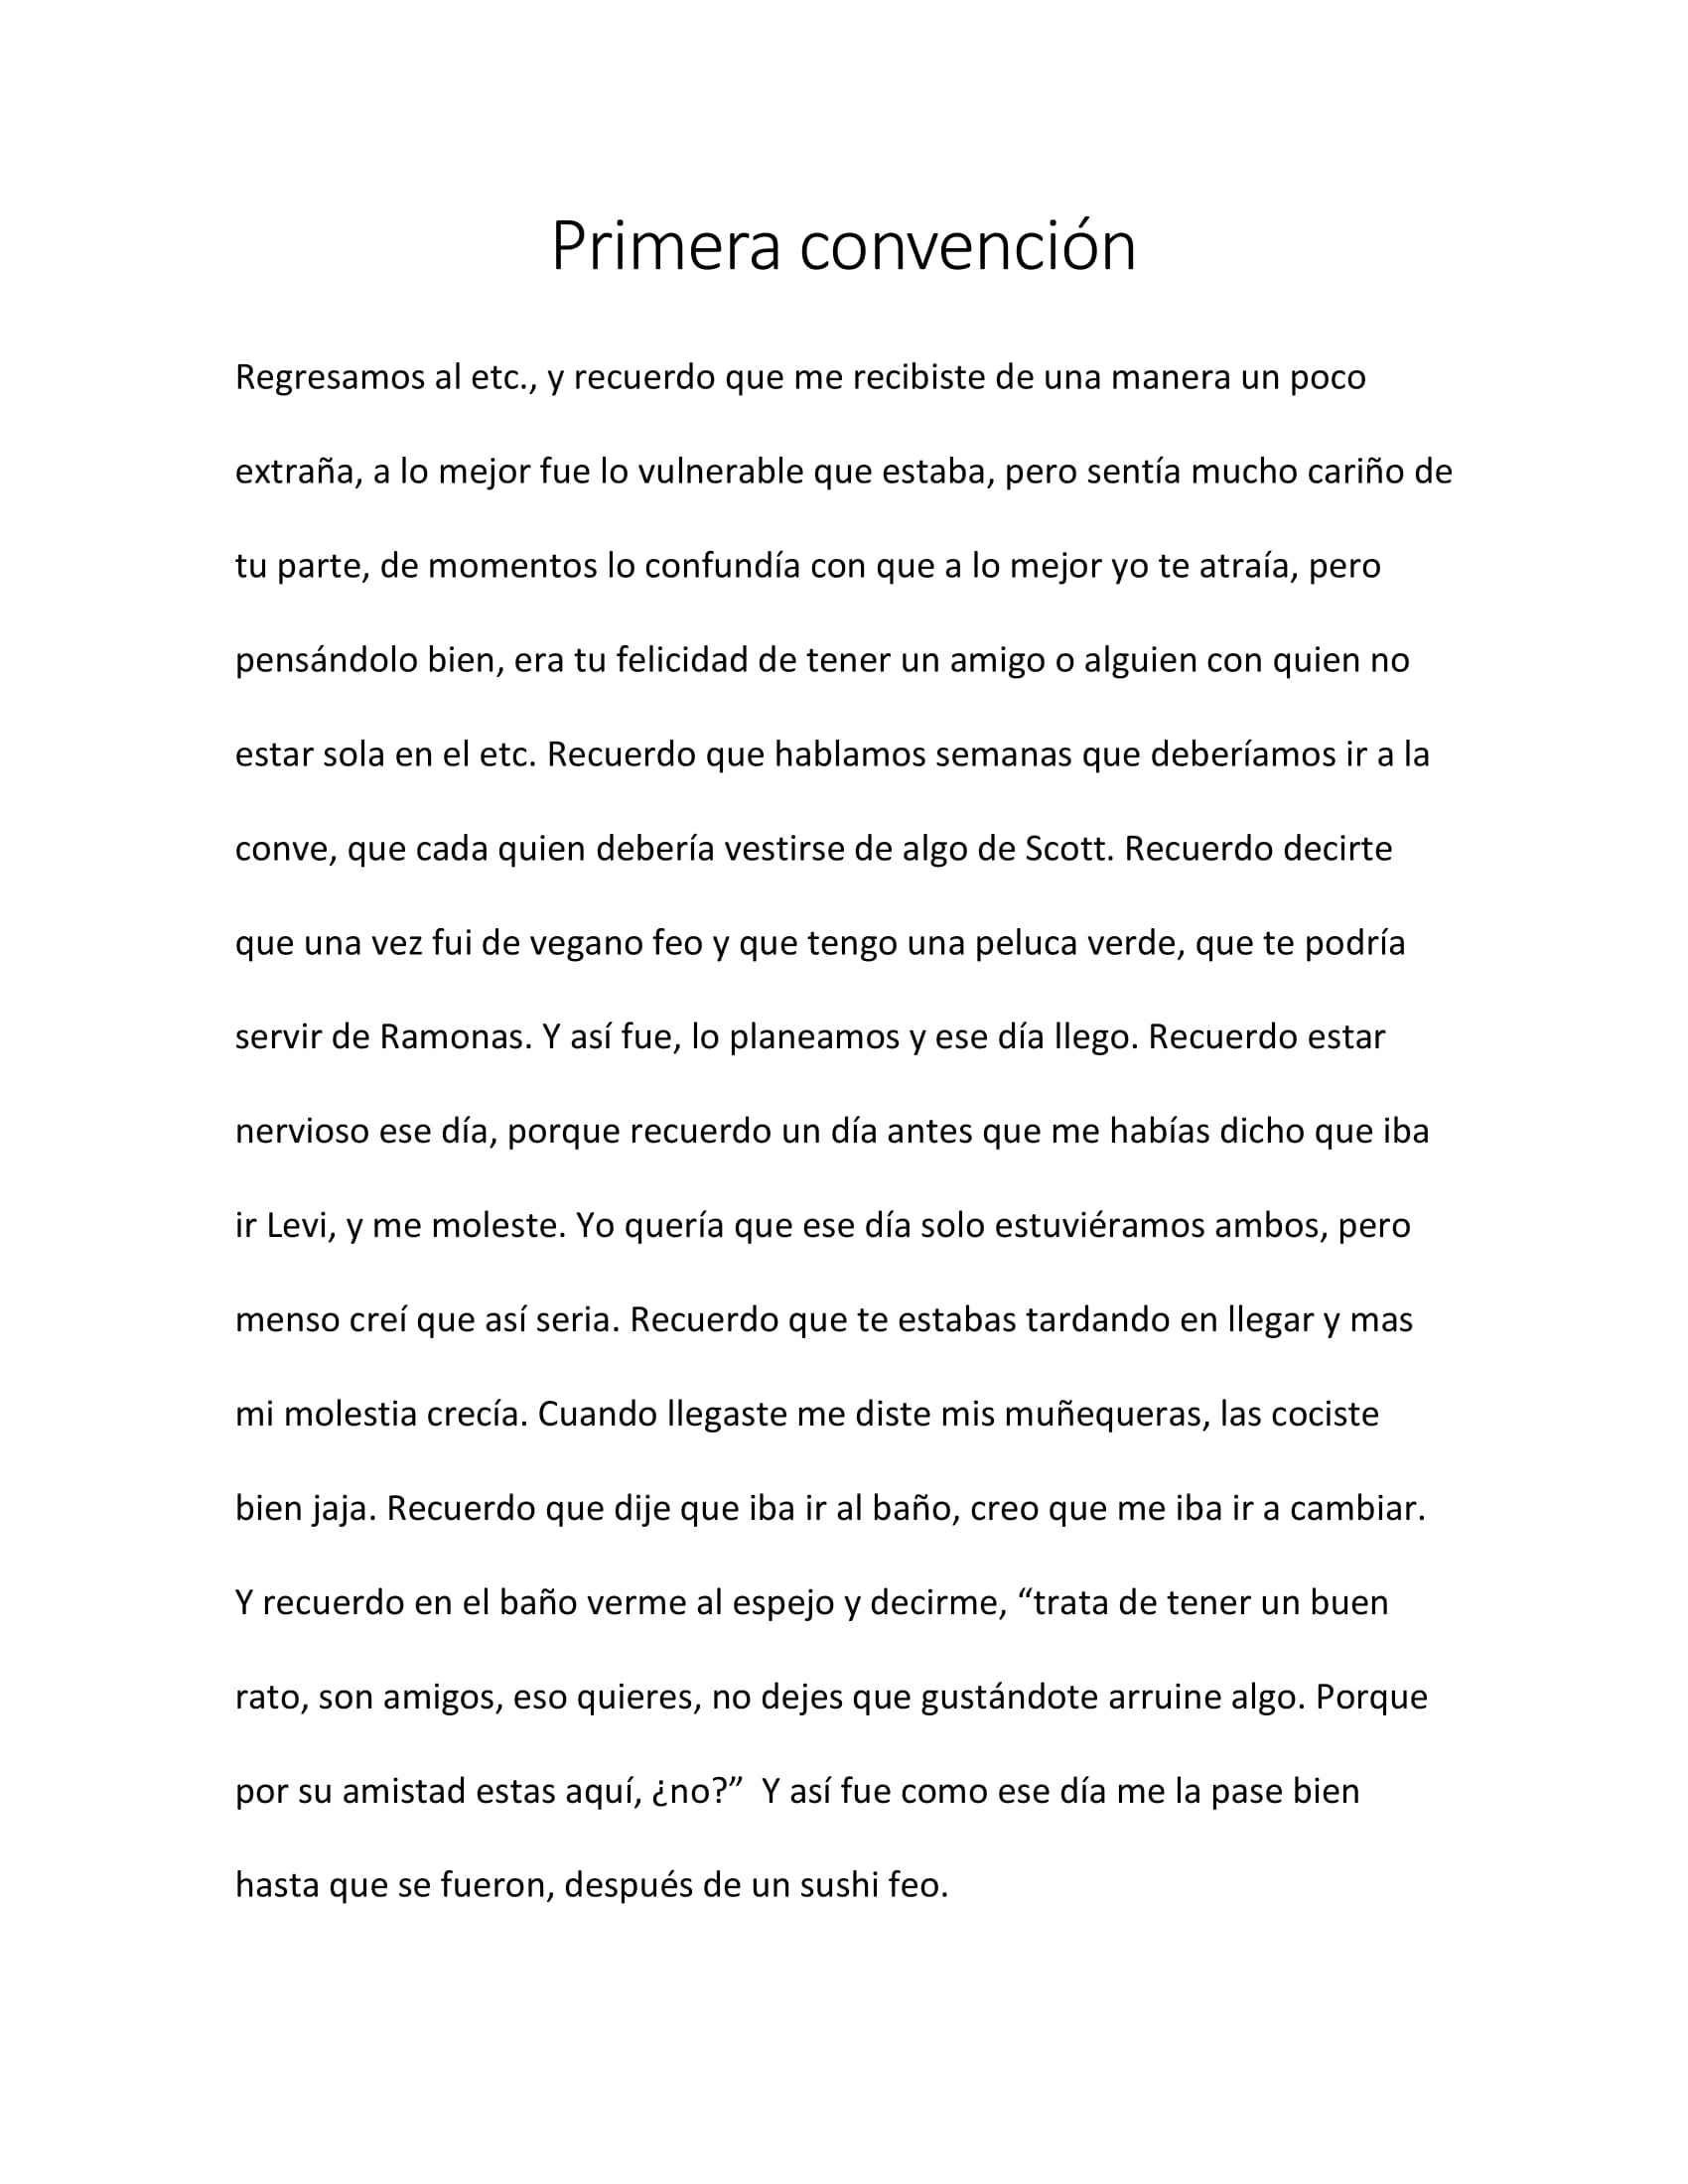 Primera convención
Regresamos al etc., y recuerdo que me recibiste de una manera un poco
extraña, a lo mejor fue lo vulnerable que estaba, pero sentía mucho cariño de
tu parte, de momentos lo confundía con que a lo mejor yo te atraía, pero
pensándolo bien, era tu felicidad de tener un amigo o alguien con quien no
estar sola en el etc. Recuerdo que hablamos semanas que deberíamos ir a la
conve, que cada quien debería vestirse de algo de Scott. Recuerdo decirte
que una vez fui de vegano feo y que tengo una peluca verde, que te podría
servir de Ramonas. Y así fue, lo planeamos y ese día llego. Recuerdo estar
nervioso ese día, porque recuerdo un día antes que me habías dicho que iba
ir Levi, y me moleste. Yo quería que ese día solo estuviéramos ambos, pero
menso creí que así seria. Recuerdo que te estabas tardando en llegar y mas
mi molestia crecía. Cuando llegaste me diste mis muñequeras, las cociste
bien jaja. Recuerdo que dije que iba ir al baño, creo que me iba ir a cambiar.
Y recuerdo en el baño verme al espejo y decirme, “trata de tener un buen
rato, son amigos, eso quieres, no dejes que gustándote arruine algo. Porque
por su amistad estas aquí, ¿no?”  Y así fue como ese día me la pase bien
hasta que se fueron, después de un sushi feo.